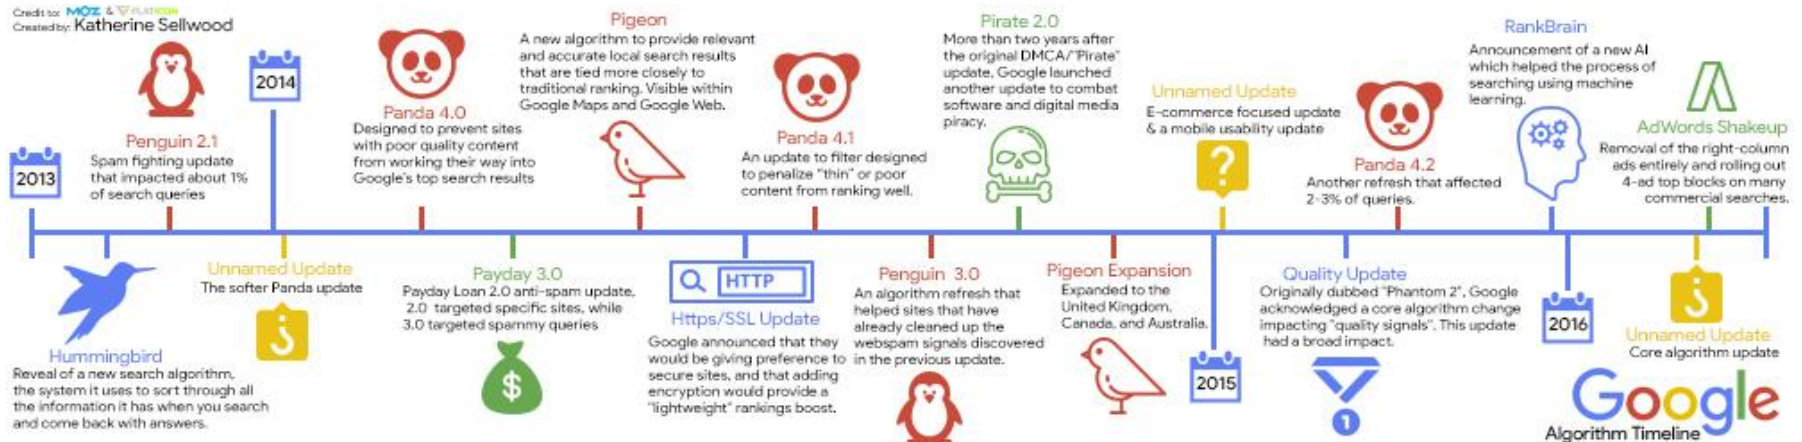 Credit to: MOZ & FLATICON
Created by: Katherine Sellwood
2013
Penguin 2.1
Spam fighting update
that impacted about 1%
of search queries
2014
Panda 4.0
Designed to prevent sites
with poor quality content
from working their way into
Google's top search results
Pigeon
A new algorithm to provide relevant
and accurate local search results
that are tied more closely to
traditional ranking. Visible within
Google Maps and Google Web.
Panda 4.1
An update to filter designed
to penalize "thin" or poor
content from ranking well.
Pirate 2.0
More than two years after
the original DMCA/"Pirate"
update, Google launched
another update to combat
software and digital media
piracy.
Unnamed Update
E-commerce focused update
& a mobile usability update
?
Panda 4.2
Another refresh that affected
2-3% of queries.
RankBrain
Announcement of a new AI
which helped the process of
searching using machine
learning.
AdWords Shakeup
Removal of the right-column
ads entirely and rolling out
4-ad top blocks on many
commercial searches.
Hummingbird
Reveal of a new search algorithm,
the system it uses to sort through all
the information it has when you search
and come back with answers.
Unnamed Update
The softer Panda update
¿
Payday 3.0
Payday Loan 2.0 anti-spam update,
2.0 targeted specific sites, while
3.0 targeted spammy queries
$
HTTP
Https/SSL Update
Google announced that they
would be giving preference to
secure sites, and that adding
encryption would provide a
"lightweight" rankings boost.
Penguin 3.0
An algorithm refresh that
helped sites that have
already cleaned up the
webspam signals discovered
in the previous update.
Pigeon Expansion
Expanded to the
United Kingdom,
Canada, and Australia.
2015
Quality Update
Originally dubbed "Phantom 2", Google
acknowledged a core algorithm change
impacting "quality signals". This update
had a broad impact.
1
2016
¿
Unnamed Update
Core algorithm update
Google
Algorithm Timeline